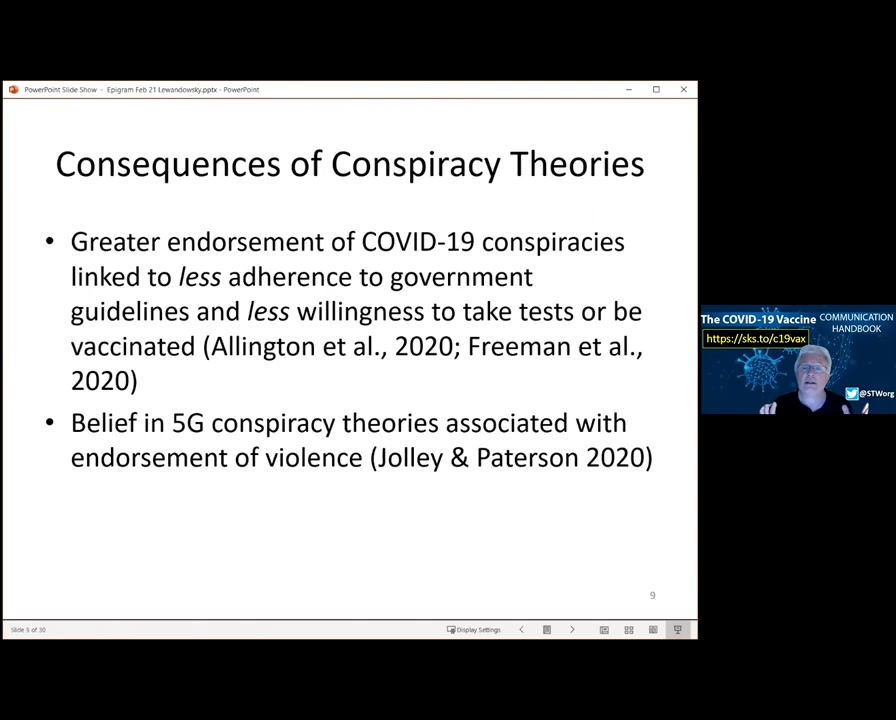 PowerPoint Slide Show - Epigram Feb 21 Lewandowsky.pptx - PowerPoint
Consequences of Conspiracy Theories
• Greater endorsement of COVID-19 conspiracies
linked to less adherence to government
guidelines and less willingness to take tests or be
vaccinated (Allington et al., 2020; Freeman et al.,
2020)
• Belief in 5G conspiracy theories associated with
endorsement of violence (Jolley & Paterson 2020)
9
Slide 9 of 30
Display Settings
The COVID-19 Vaccine
COMMUNICATION
HANDBOOK
https://sks.to/c19vax
@STWorg